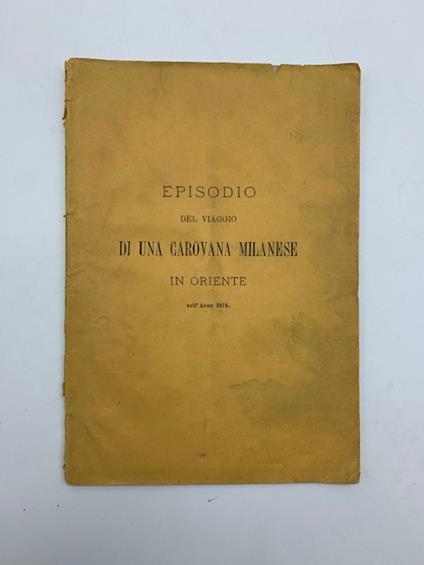 EPISODIO
DEL VIAGGIO
DI UNA CAROVANA MILANESE
IN ORIENTE
nell'Anno 1874.